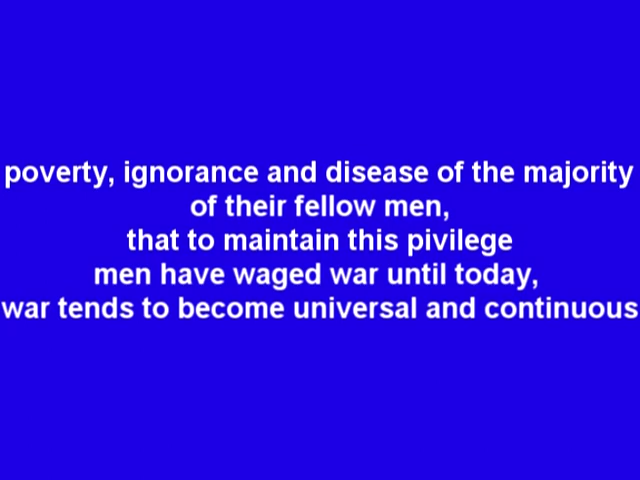 poverty, ignorance and disease of the majority
of their fellow men,
that to maintain this pivilege
men have waged war until today,
war tends to become universal and continuous